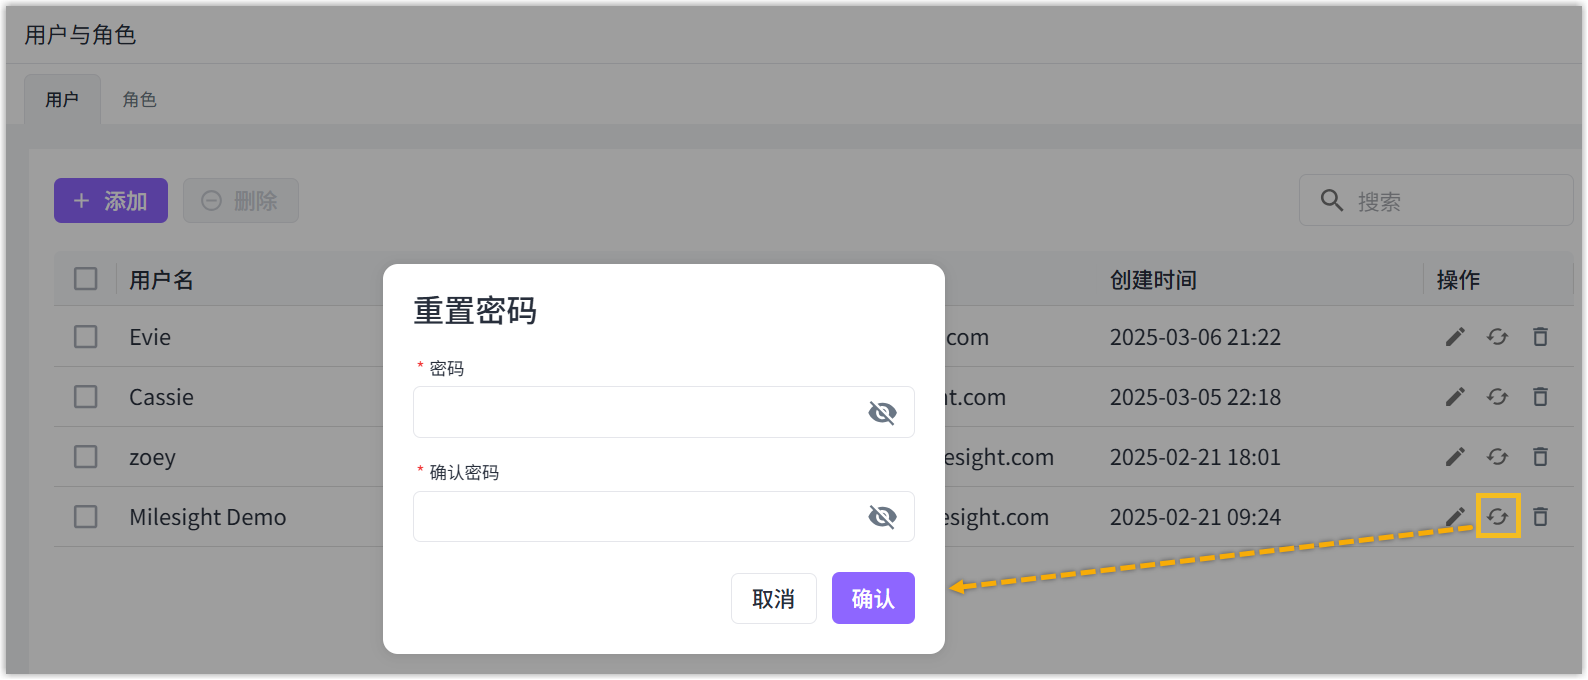 用户与角色
用户 角色
+ 添加 删除 搜索
用户名 创建时间 操作
Evie .com 2025-03-06 21:22
Cassie t.com 2025-03-05 22:18
zoey esight.com 2025-02-21 18:01
Milesight Demo esight.com 2025-02-21 09:24
重置密码
* 密码
* 确认密码
取消 确认